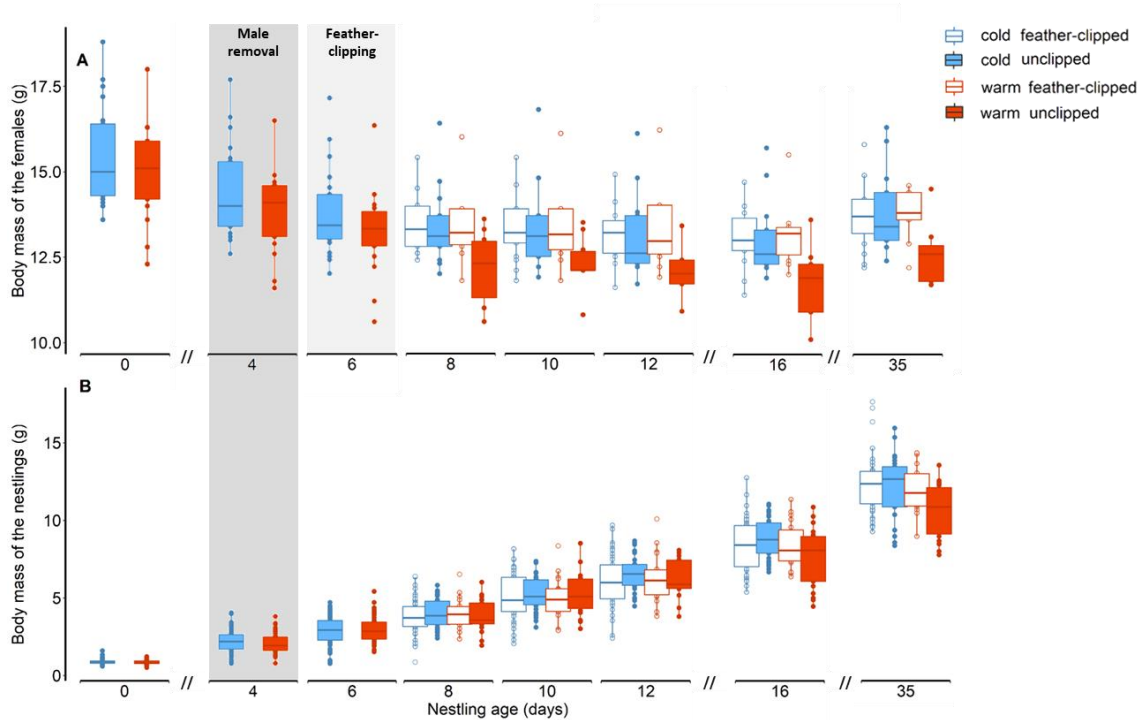 Male
removal
Feather-
clipping
A
cold feather-clipped
cold unclipped
warm feather-clipped
warm unclipped
Body mass of the females (g)
17.5
15.0
12.5
10.0
0 // 4 6 8 10 12 // 16 // 35
B
Body mass of the nestlings (g)
15
10
5
0
0 // 4 6 8 10 12 // 16 // 35
Nestling age (days)